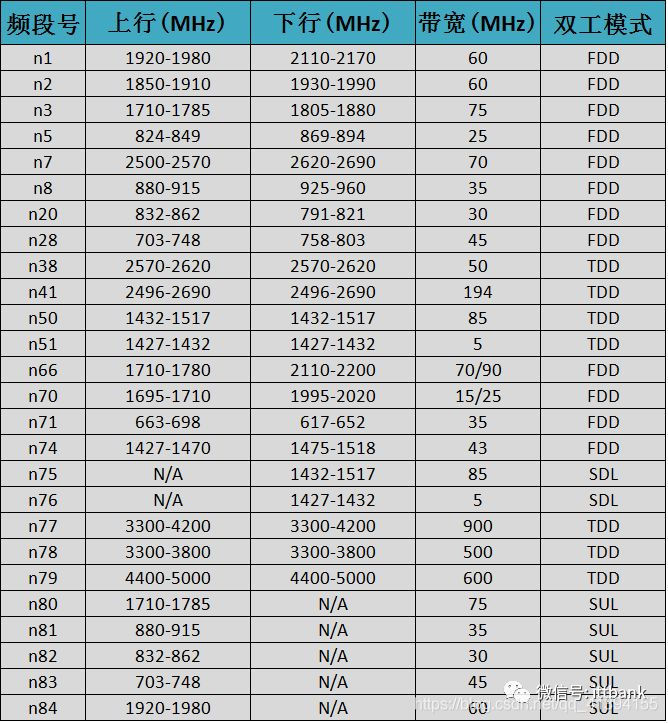 频段号 上行(MHz) 下行(MHz) 带宽(MHz) 双工模式
n1 1920-1980 2110-2170 60 FDD
n2 1850-1910 1930-1990 60 FDD
n3 1710-1785 1805-1880 75 FDD
n5 824-849 869-894 25 FDD
n7 2500-2570 2620-2690 70 FDD
n8 880-915 925-960 35 FDD
n20 832-862 791-821 30 FDD
n28 703-748 758-803 45 FDD
n38 2570-2620 2570-2620 50 TDD
n41 2496-2690 2496-2690 194 TDD
n50 1432-1517 1432-1517 85 TDD
n51 1427-1432 1427-1432 5 TDD
n66 1710-1780 2110-2200 70/90 FDD
n70 1695-1710 1995-2020 15/25 FDD
n71 663-698 617-652 35 FDD
n74 1427-1470 1475-1518 43 FDD
n75 N/A 1432-1517 85 SDL
n76 N/A 1427-1432 5 SDL
n77 3300-4200 3300-4200 900 TDD
n78 3300-3800 3300-3800 500 TDD
n79 4400-5000 4400-5000 600 TDD
n80 1710-1785 N/A 75 SUL
n81 880-915 N/A 35 SUL
n82 832-862 N/A 30 SUL
n83 703-748 N/A 45 SUL
微信号: ittbank
n84 1920-1980 N/A 60 SUL